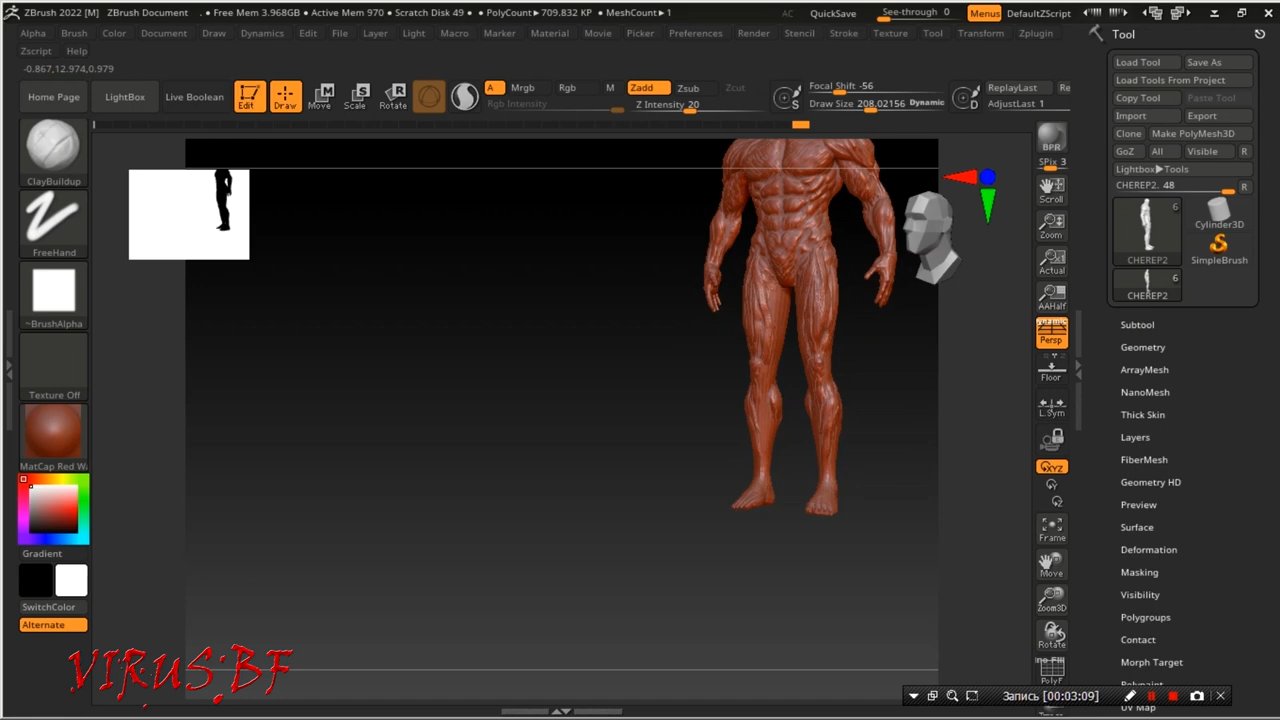 ZBrush 2022 [M] ZBrush Document . ● Free Mem 3.968GB ● Active Mem 970 ● Scratch Disk 49 ● PolyCount▸709.832 KP ● MeshCount▸1 AC QuickSave See-through 0 Menus DefaultZScript
Alpha Brush Color Document Draw Dynamics Edit File Layer Light Macro Marker Material Movie Picker Preferences Render Stencil Stroke Texture Tool Transform Zplugin
Zscript Help
-0.867,12.974,0.979
Home Page LightBox Live Boolean Edit Draw Move Scale Rotate
A Mrgb Rgb M Zadd Zsub Zcut
Rgb Intensity Z Intensity 20
Focal Shift -56
Draw Size 208.02156 Dynamic
S D
ReplayLast Re
AdjustLast 1
ClayBuildup
FreeHand
~BrushAlpha
Texture Off
MatCap Red Wa
Gradient
SwitchColor
Alternate
VIRUS:BF
BPR
SPix 3
Scroll
Zoom
Actual
AAHalf
Dynamic
Persp
Floor
L.Sym
XYZ
Y
Z
Frame
Move
Zoom3D
Rotate
PolyF
Tool
Load Tool Save As
Load Tools From Project
Copy Tool Paste Tool
Import Export
Clone Make PolyMesh3D
GoZ All Visible R
Lightbox▸Tools
CHEREP2. 48 R
6
CHEREP2 Cylinder3D
SimpleBrush
6
CHEREP2
Subtool
Geometry
ArrayMesh
NanoMesh
Thick Skin
Layers
FiberMesh
Geometry HD
Preview
Surface
Deformation
Masking
Visibility
Polygroups
Contact
Morph Target
Polypaint
UV Map
Запись [00:03:09]